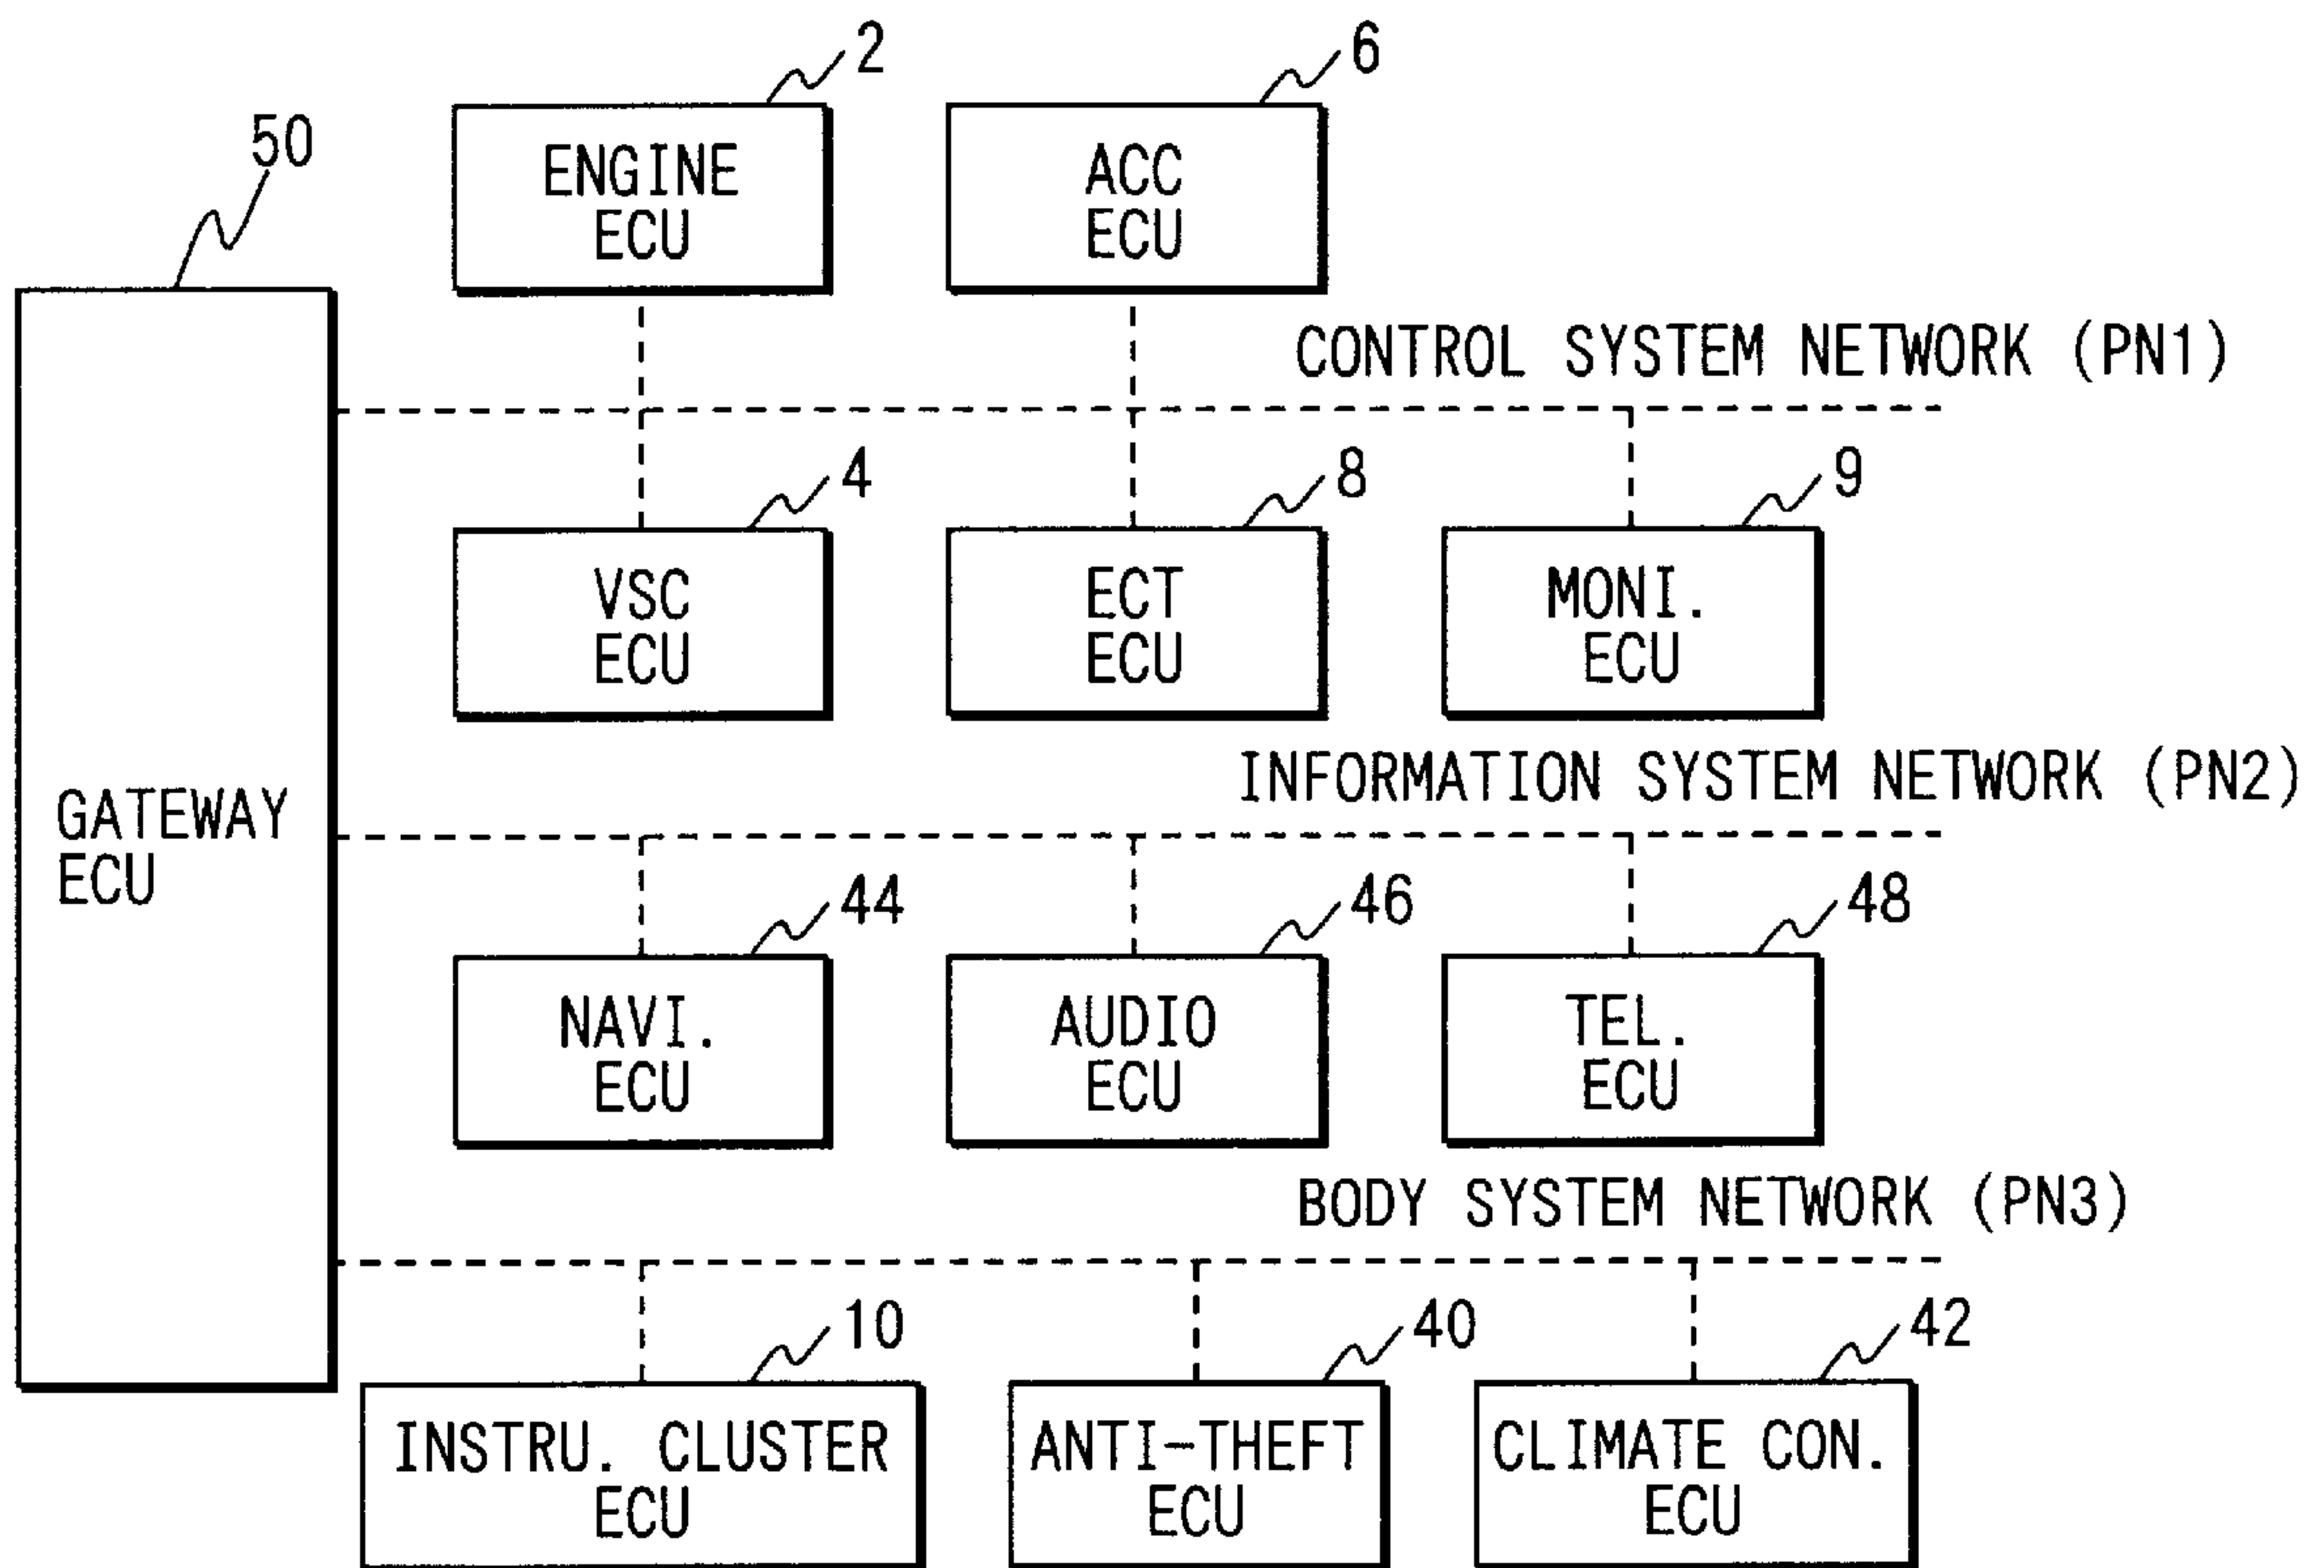 2
6
50
ENGINE
ECU
ACC
ECU
CONTROL SYSTEM NETWORK (PN1)
4
8
9
VSC
ECU
ECT
ECU
MONI.
ECU
INFORMATION SYSTEM NETWORK (PN2)
GATEWAY
ECU
44
46
48
NAVI.
ECU
AUDIO
ECU
TEL.
ECU
BODY SYSTEM NETWORK (PN3)
10
40
42
INSTRU. CLUSTER
ECU
ANTI-THEFT
ECU
CLIMATE CON.
ECU